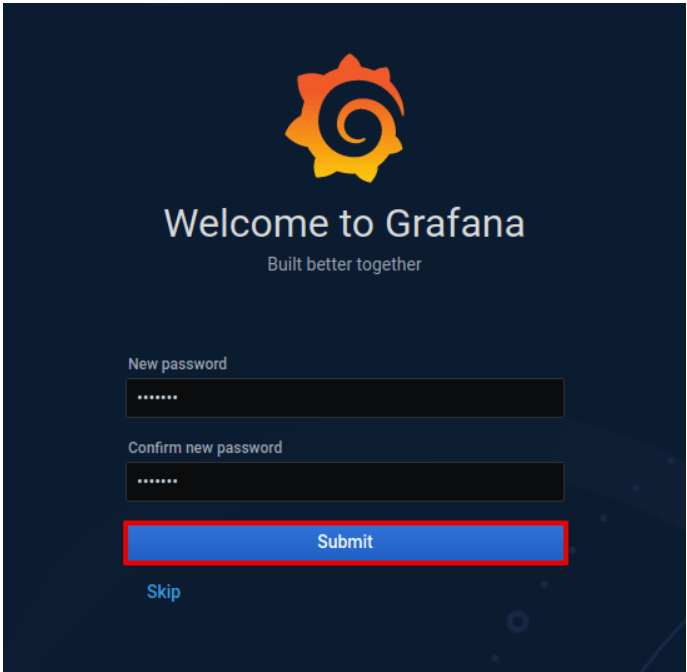 Welcome to Grafana
Built better together
New password
•••••••
Confirm new password
•••••••
Submit
Skip